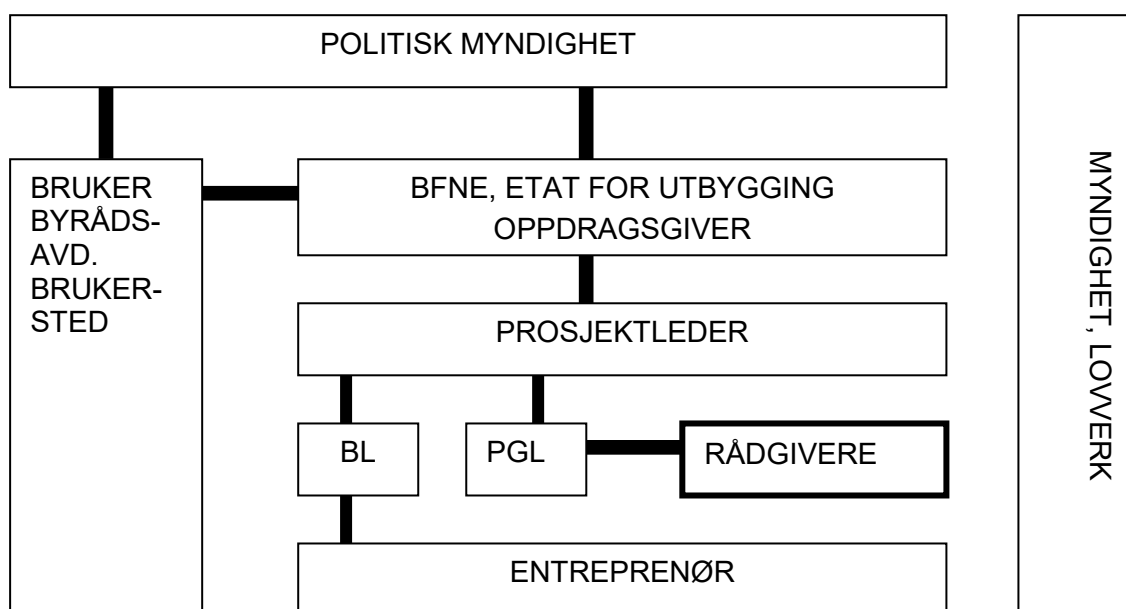 POLITISK MYNDIGHET
BRUKER
BYRÅDS-
AVD.
BRUKER-
STED
BFNE, ETAT FOR UTBYGGING
OPPDRAGSGIVER
PROSJEKTLEDER
BL
PGL
RÅDGIVERE
ENTREPRENØR
MYNDIGHET, LOVVERK